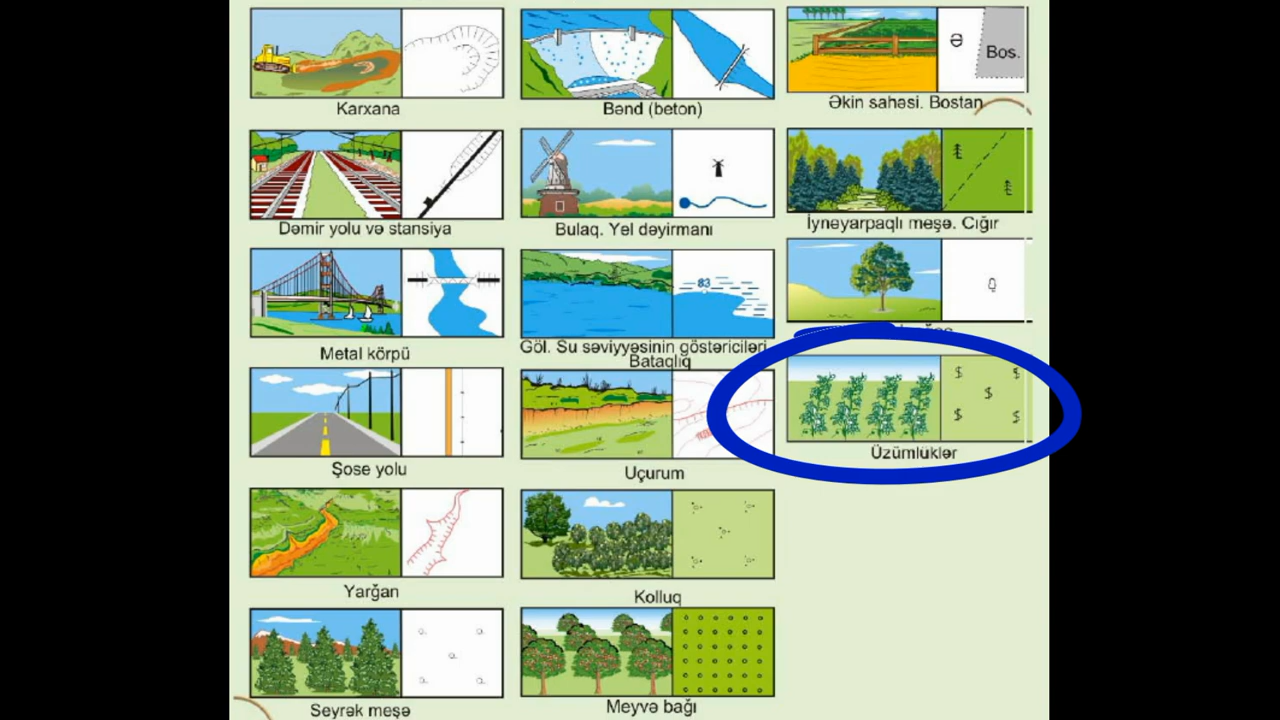 Karxana
Bənd (beton)
Ə
Bos.
Əkin sahəsi. Bostan
Dəmir yolu və stansiya
Bulaq. Yel dəyirmanı
İynəyarpaqlı meşə. Cığır
Metal körpü
83
Göl. Su səviyyəsinin göstəriciləri
Bataqlıq
Şose yolu
Uçurum
Üzümlüklər
Yarğan
Kolluq
Seyrək meşə
Meyvə bağı